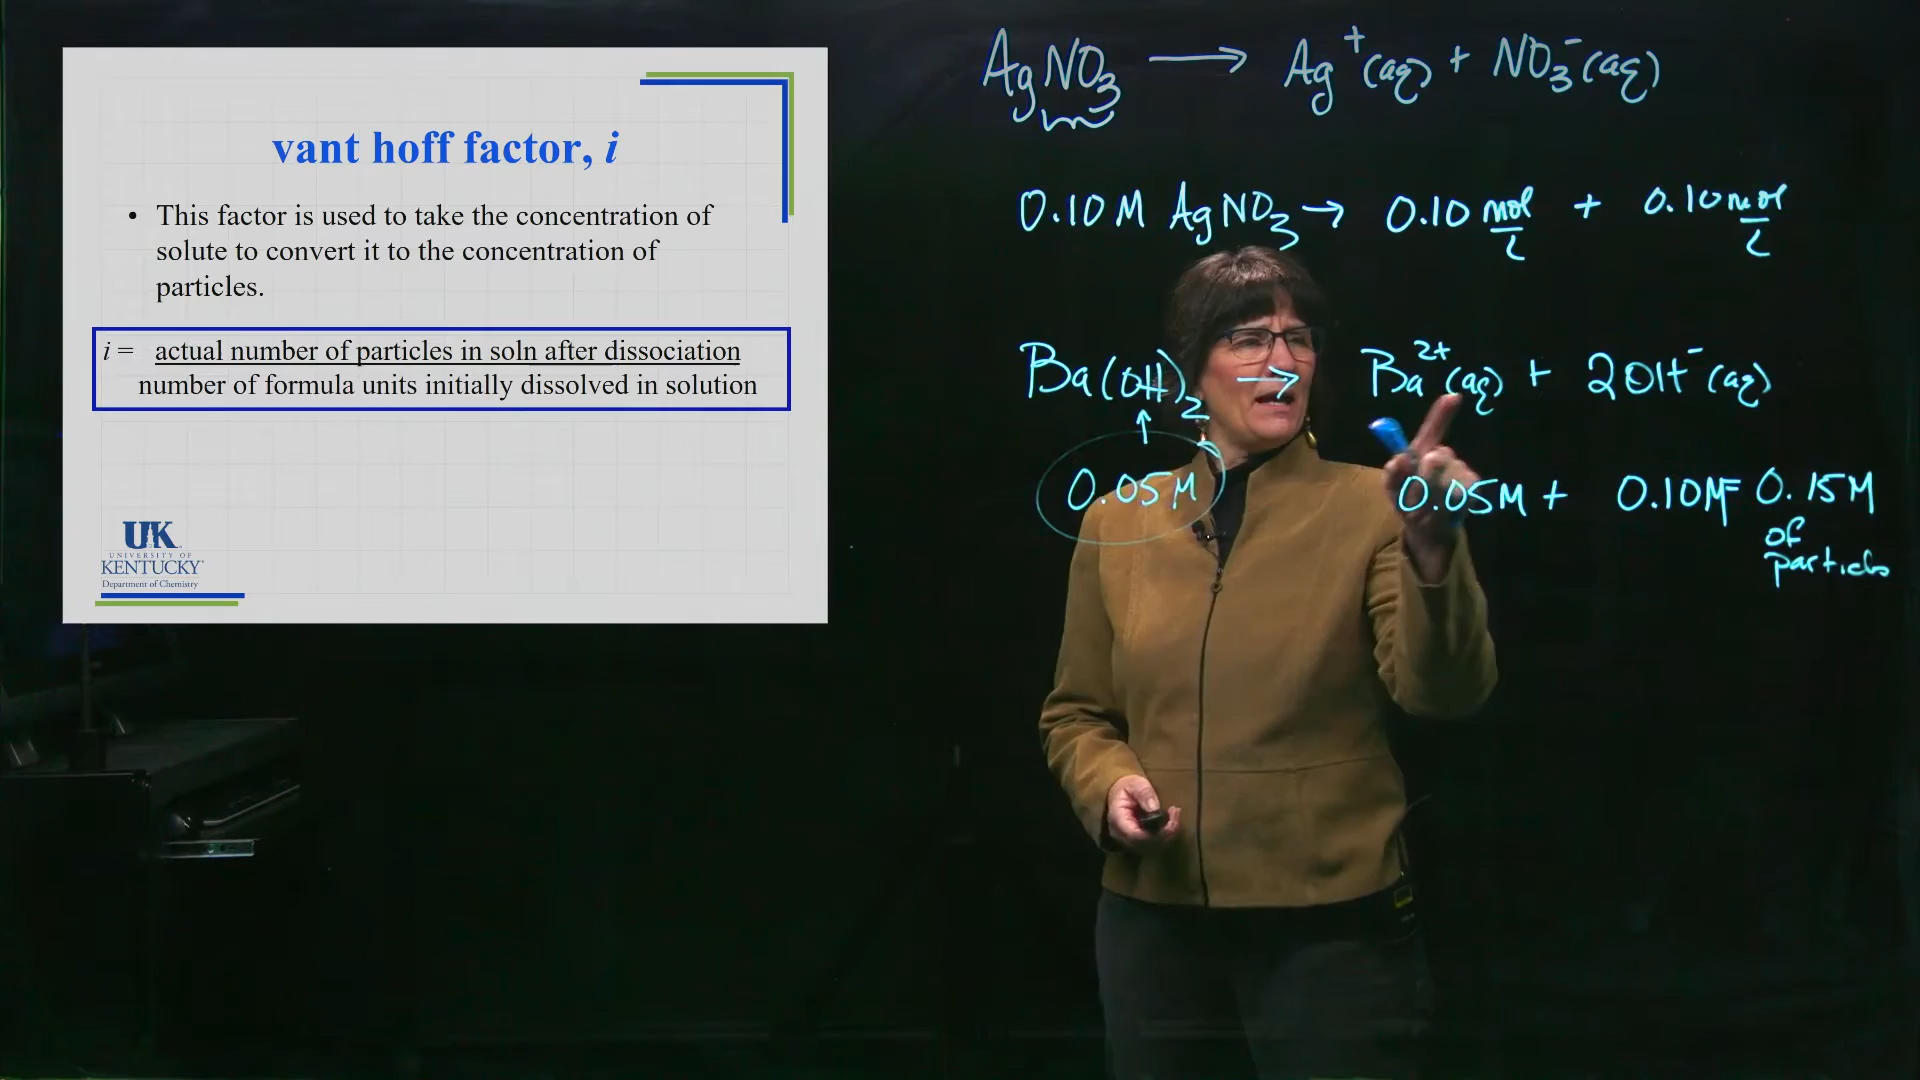 vant hoff factor, i
• This factor is used to take the concentration of
solute to convert it to the concentration of
particles.
i = actual number of particles in soln after dissociation
number of formula units initially dissolved in solution
UK
UNIVERSITY OF
KENTUCKY
Department of Chemistry
AgNO₃ → Ag⁺(aq) + NO₃⁻(aq)
0.10M AgNO₃ → 0.10 mol/L + 0.10 mol/L
Ba(OH)₂ → Ba²⁺(aq) + 2OH⁻(aq)
↑
0.05M 0.05M + 0.10M = 0.15M
of
particles